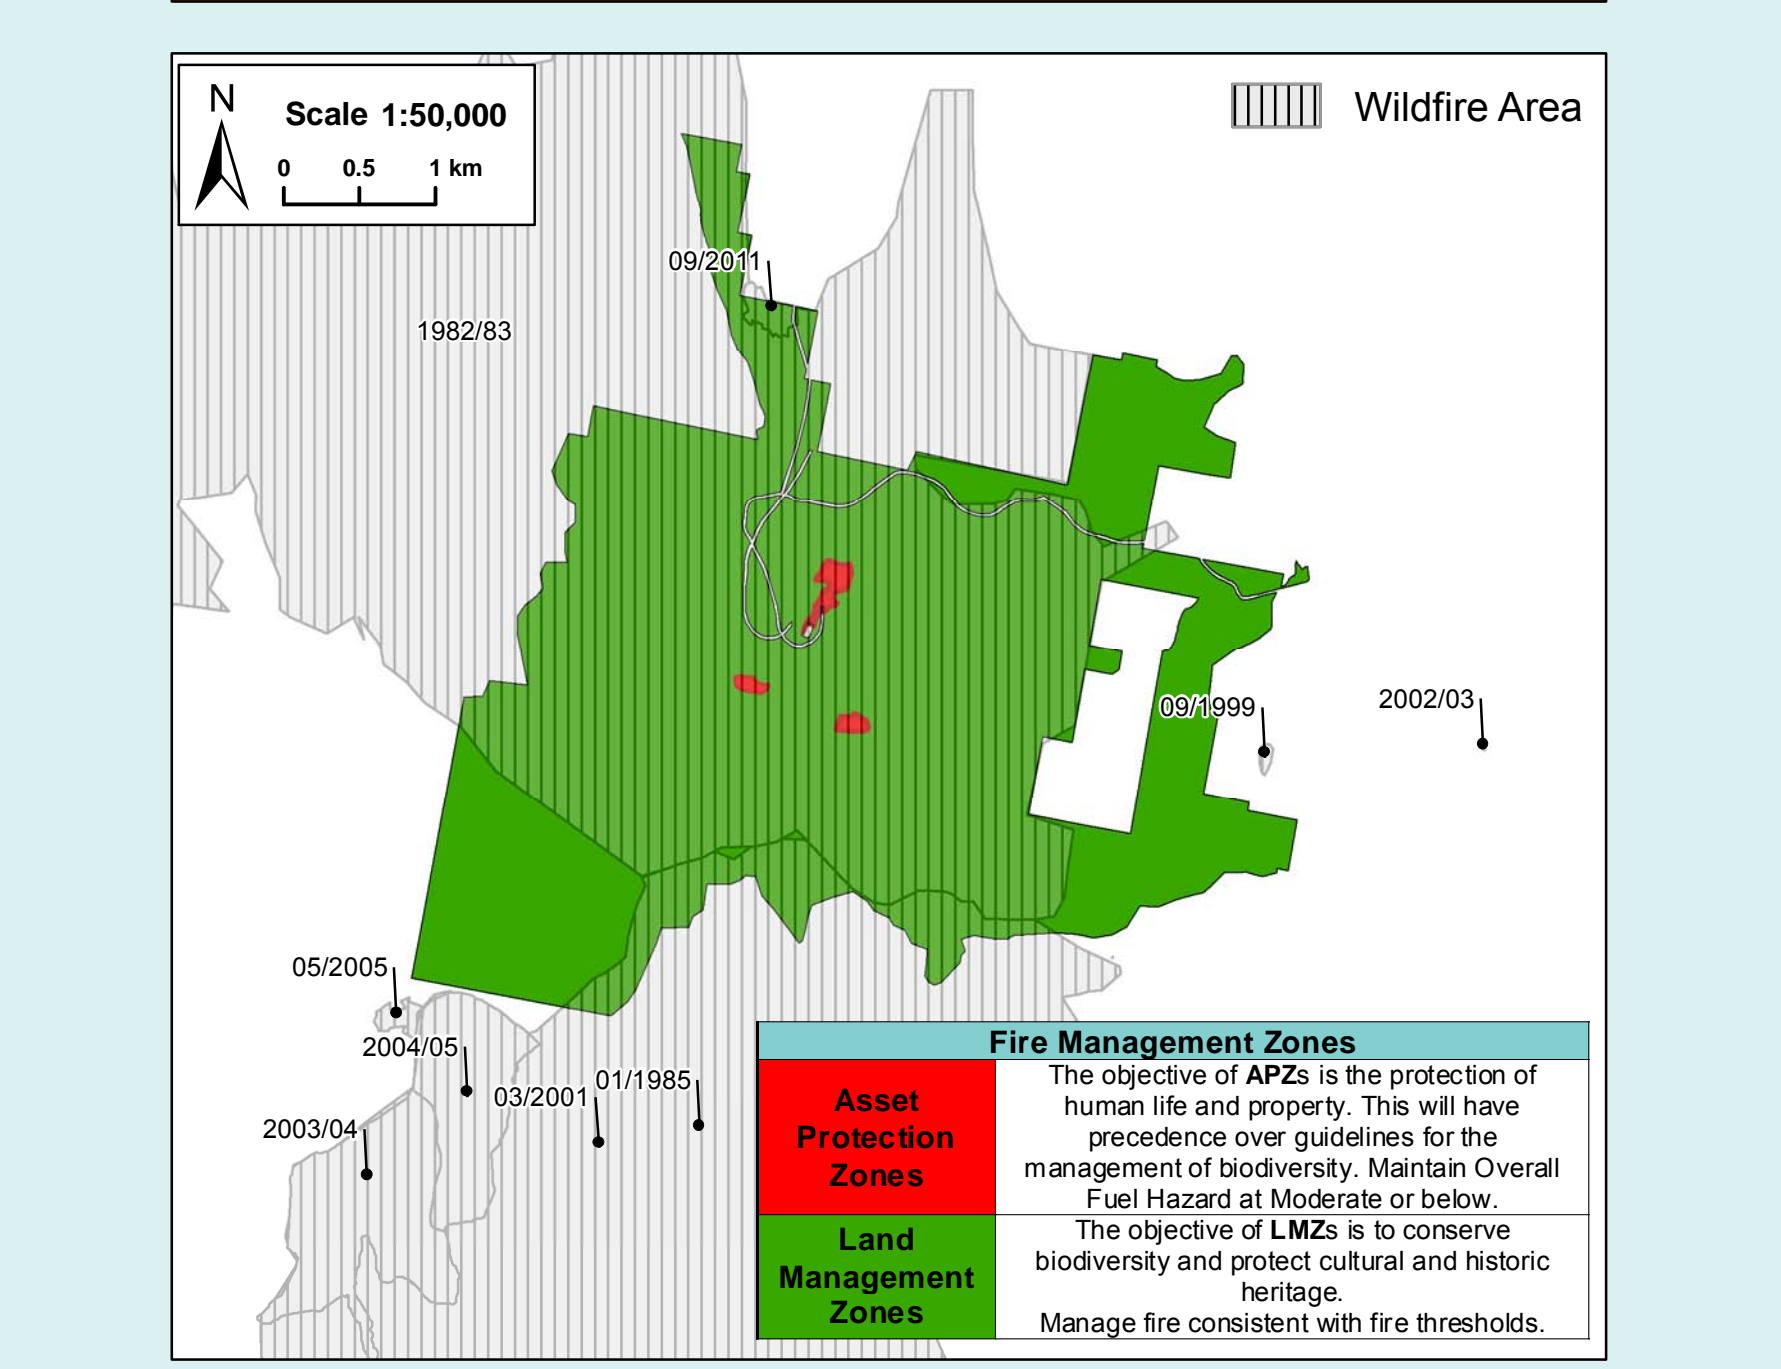 N
Scale 1:50,000
0 0.5 1 km
Wildfire Area
09/2011
1982/83
09/1999
2002/03
05/2005
2004/05
03/2001
01/1985
2003/04
Fire Management Zones
Asset
Protection
Zones
The objective of APZs is the protection of
human life and property. This will have
precedence over guidelines for the
management of biodiversity. Maintain Overall
Fuel Hazard at Moderate or below.
Land
Management
Zones
The objective of LMZs is to conserve
biodiversity and protect cultural and historic
heritage.
Manage fire consistent with fire thresholds.